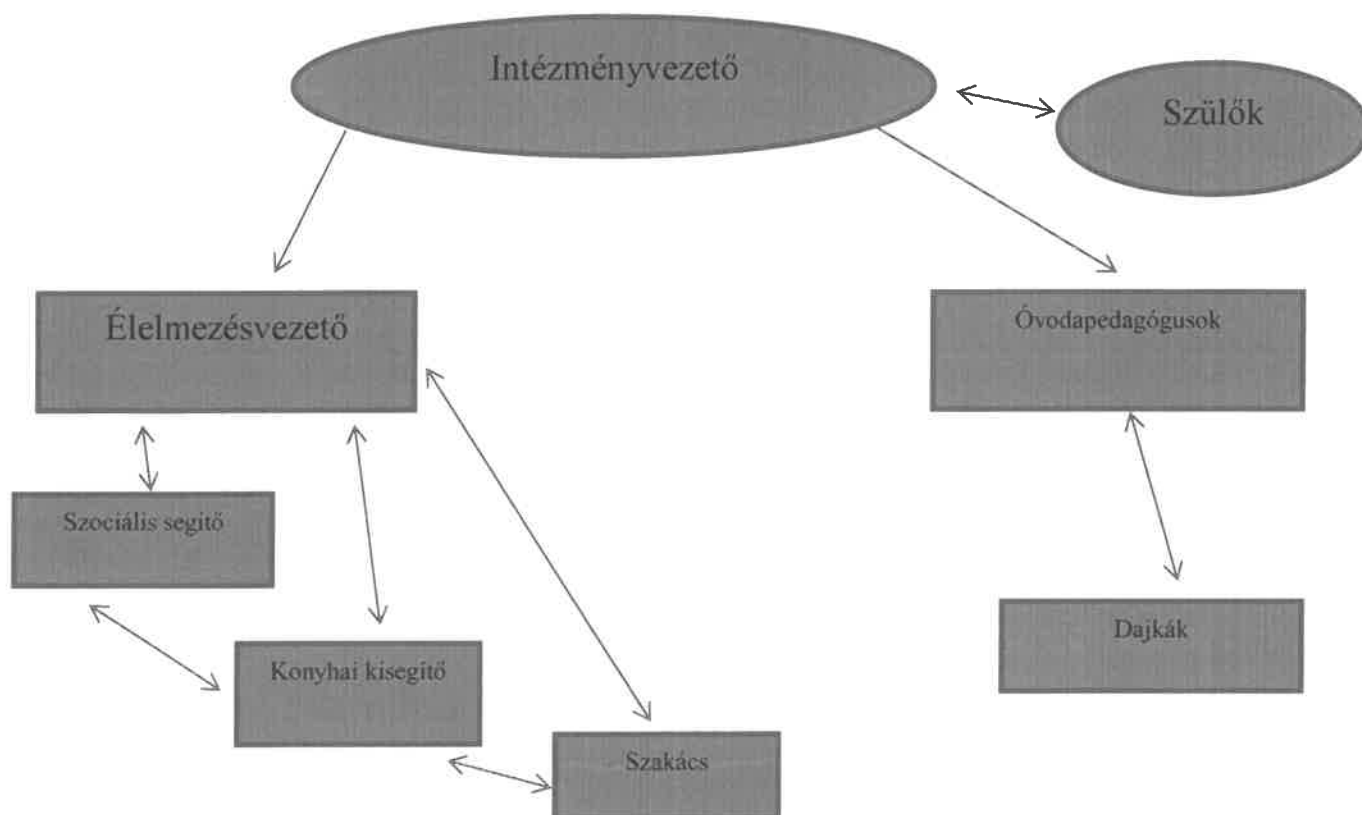 Intézményvezető
Szülők
Élelmezésvezető
Óvodapedagógusok
Szociális segítő
Dajkák
Konyhai kisegítő
Szakács